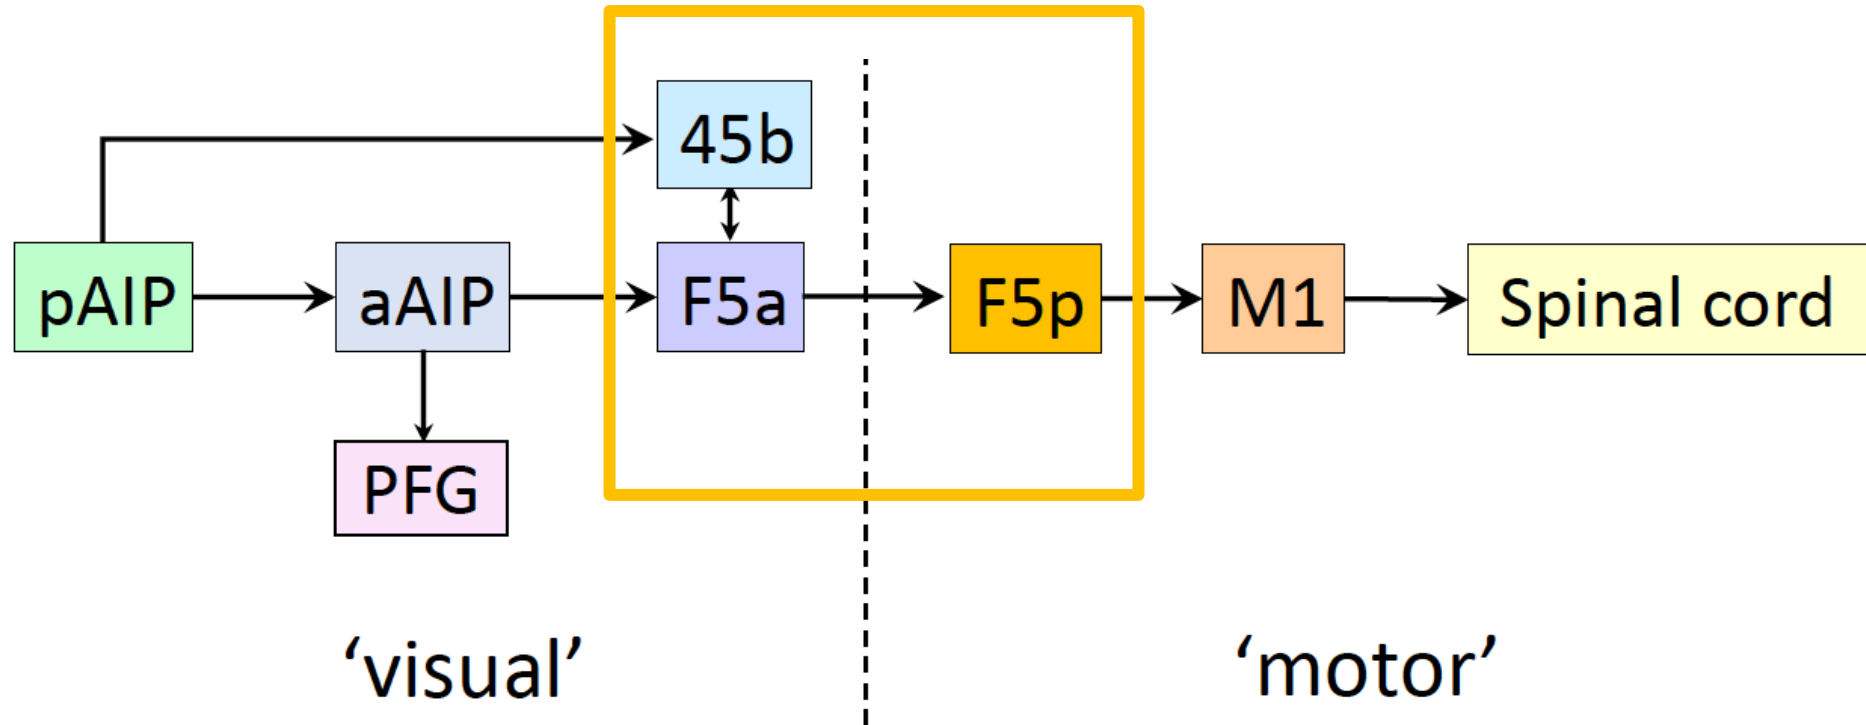 45b
pAIP
aAIP
F5a
F5p
M1
Spinal cord
PFG
‘visual’
‘motor’